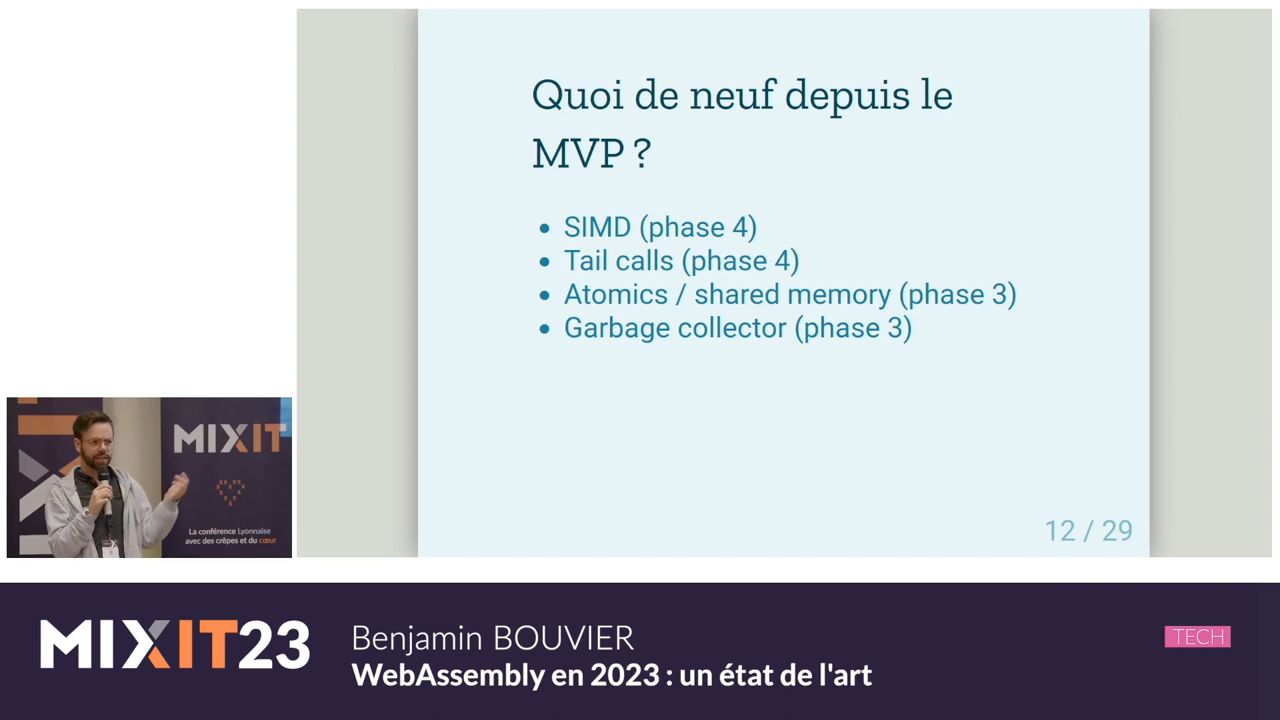 Quoi de neuf depuis le
MVP ?
SIMD (phase 4)
Tail calls (phase 4)
Atomics / shared memory (phase 3)
Garbage collector (phase 3)
12 / 29
MIXIT
La conférence Lyonnaise
avec des crêpes et du cœur
MIXIT23
Benjamin BOUVIER
WebAssembly en 2023 : un état de l'art
TECH